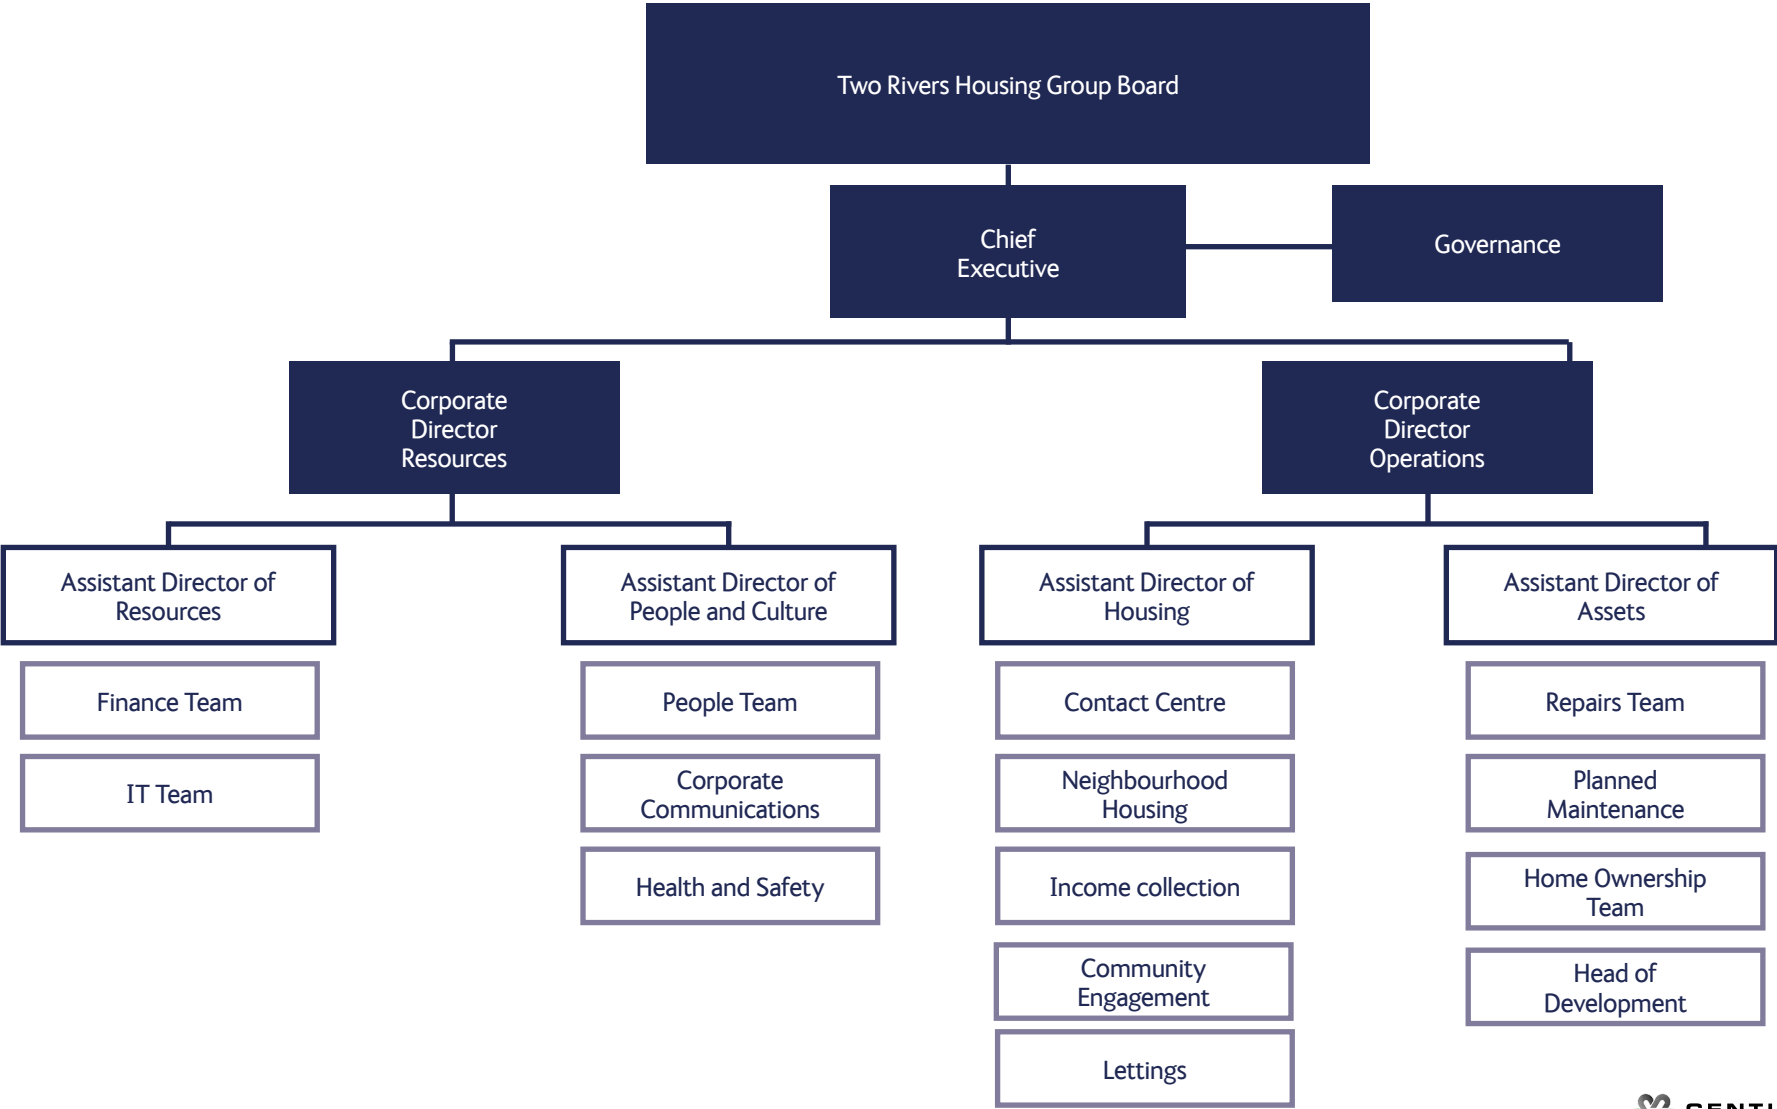 Two Rivers Housing Group Board
Chief
Executive
Governance
Corporate
Director
Resources
Corporate
Director
Operations
Assistant Director of
Resources
Assistant Director of
People and Culture
Assistant Director of
Housing
Assistant Director of
Assets
Finance Team
People Team
Contact Centre
Repairs Team
IT Team
Corporate
Communications
Neighbourhood
Housing
Planned
Maintenance
Health and Safety
Income collection
Home Ownership
Team
Community
Engagement
Head of
Development
Lettings